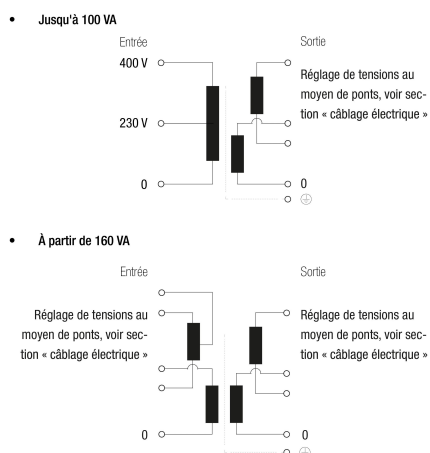 • Jusqu'à 100 VA
Entrée
Sortie
400 V
Réglage de tensions au
moyen de ponts, voir sec-
tion « câblage électrique »
230 V
0
0
• À partir de 160 VA
Entrée
Sortie
Réglage de tensions au
moyen de ponts, voir sec-
tion « câblage électrique »
Réglage de tensions au
moyen de ponts, voir sec-
tion « câblage électrique »
0
0